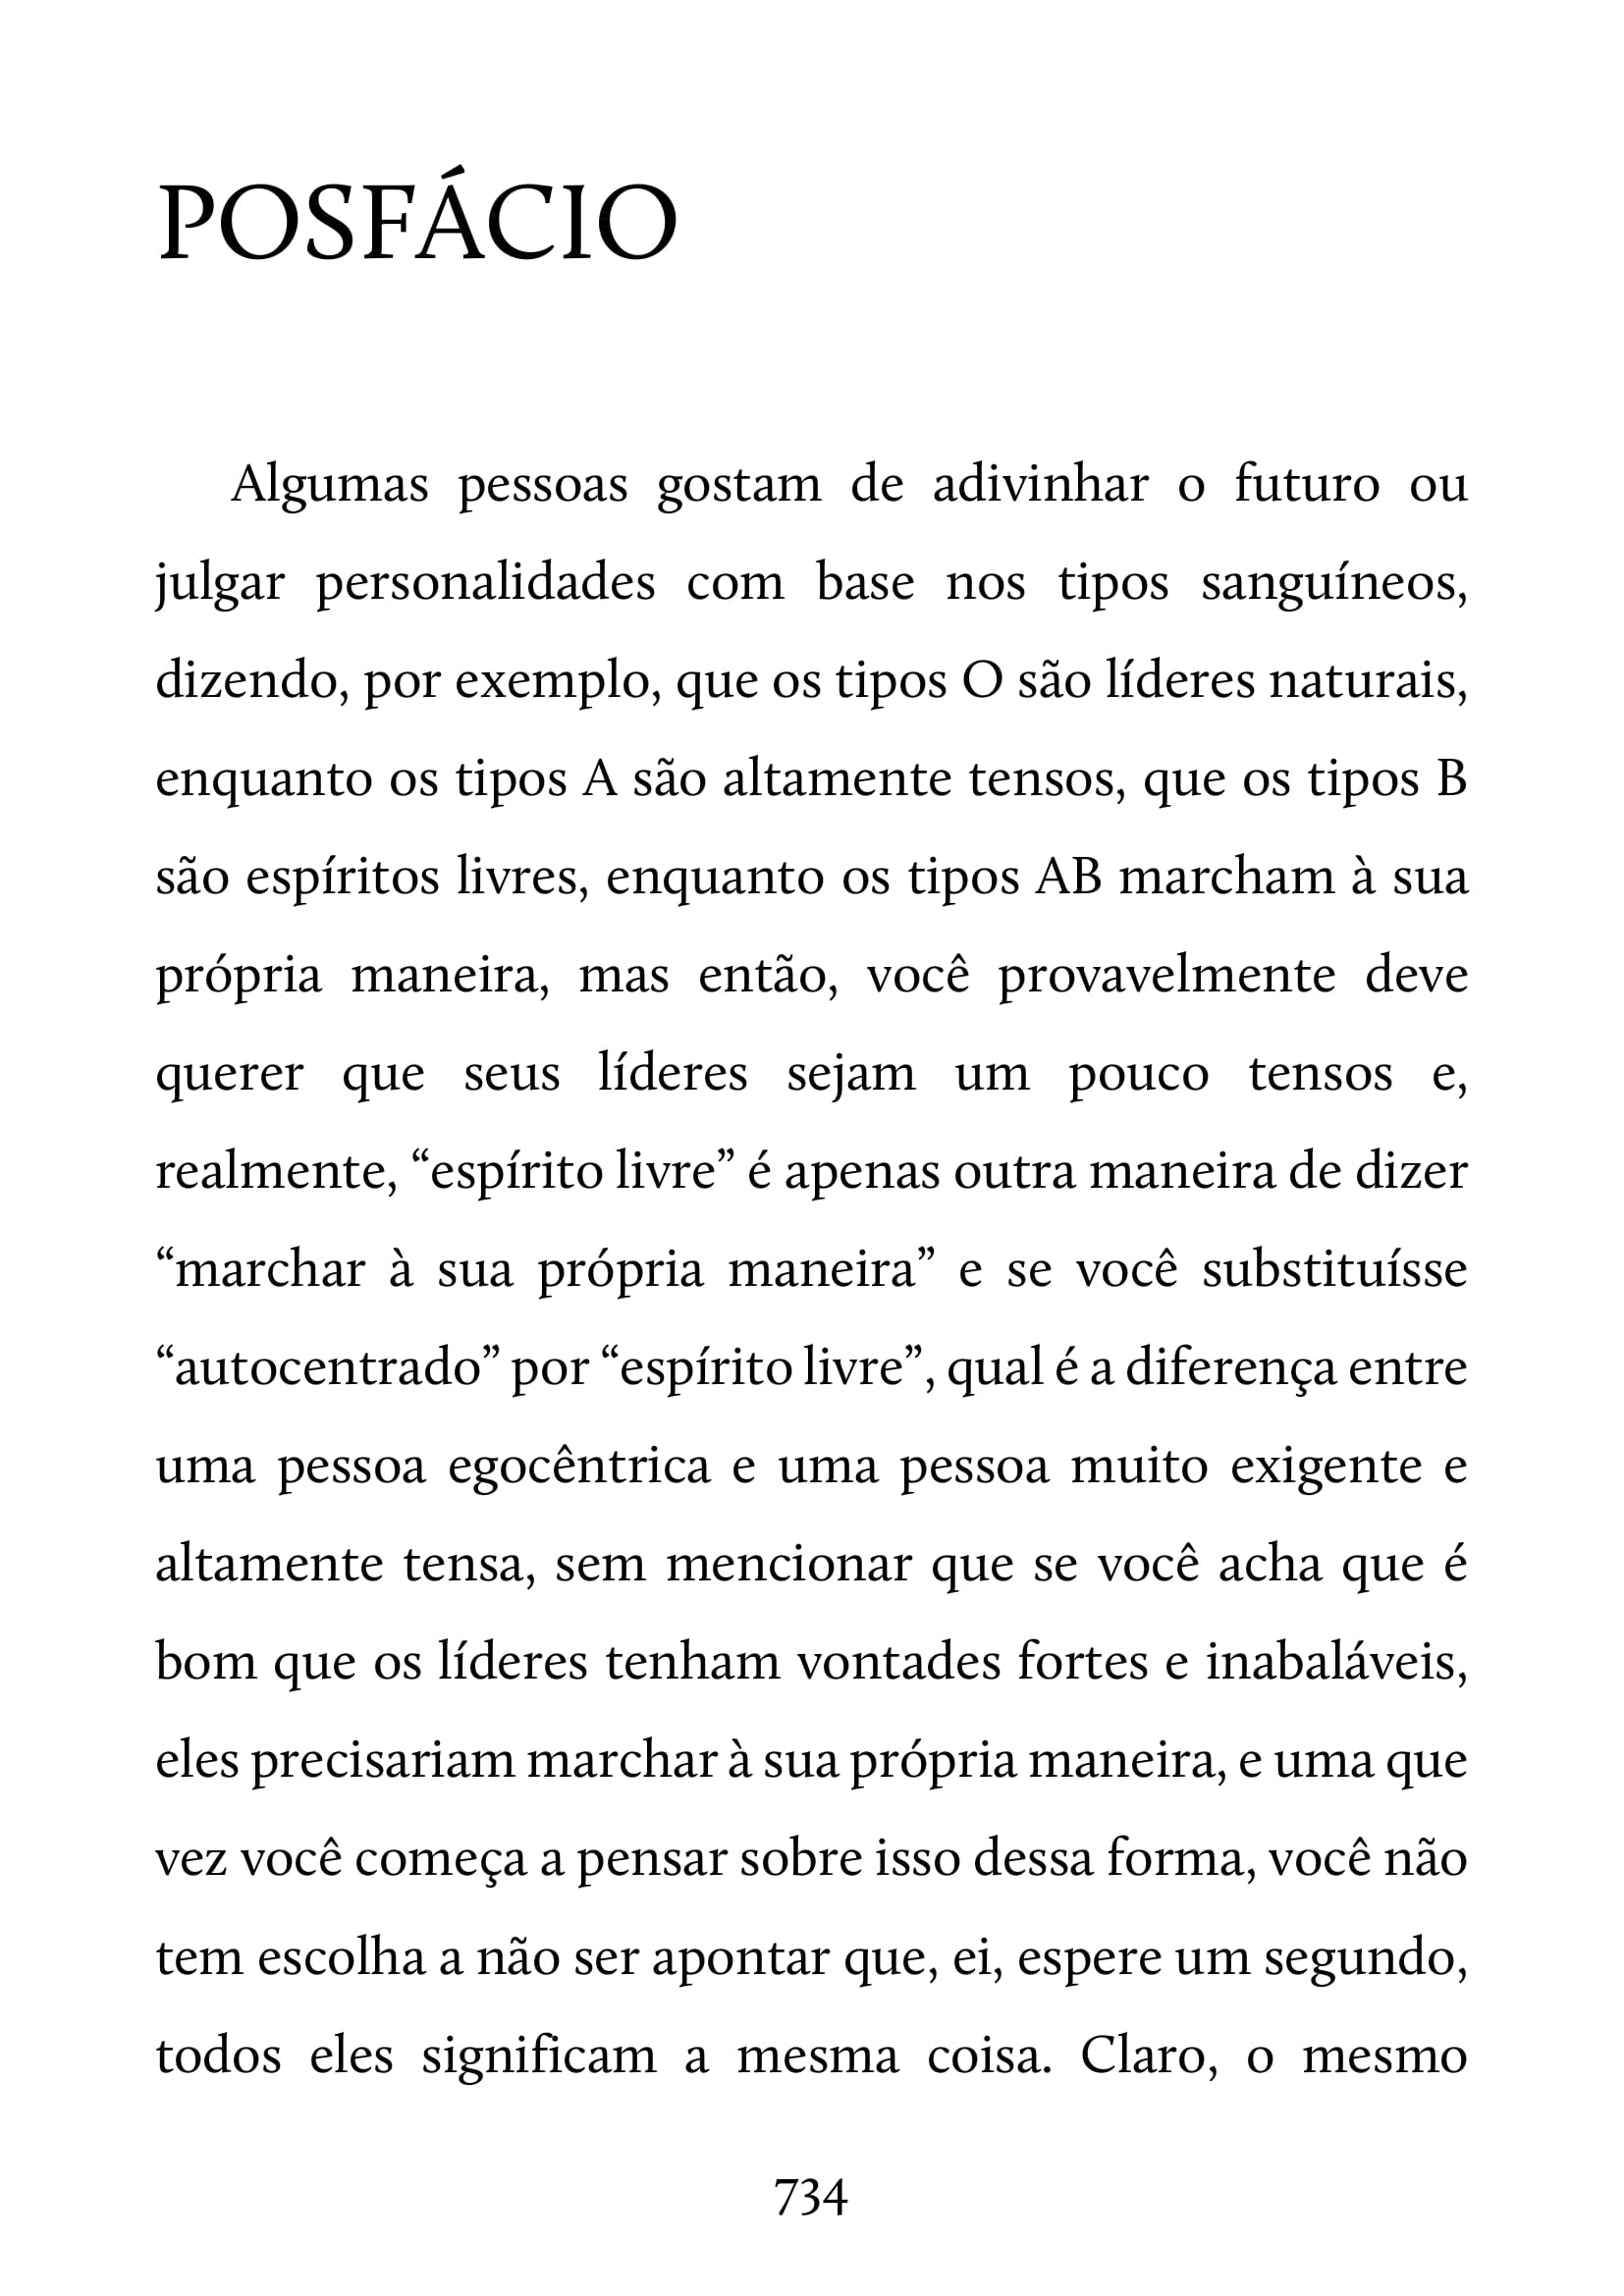 POSFÁCIO
Algumas pessoas gostam de adivinhar o futuro ou
julgar personalidades com base nos tipos sanguíneos,
dizendo, por exemplo, que os tipos O são líderes naturais,
enquanto os tipos A são altamente tensos, que os tipos B
são espíritos livres, enquanto os tipos AB marcham à sua
própria maneira, mas então, você provavelmente deve
querer que seus líderes sejam um pouco tensos e,
realmente, “espírito livre” é apenas outra maneira de dizer
“marchar à sua própria maneira” e se você substituísse
“autocentrado” por “espírito livre”, qual é a diferença entre
uma pessoa egocêntrica e uma pessoa muito exigente e
altamente tensa, sem mencionar que se você acha que é
bom que os líderes tenham vontades fortes e inabaláveis,
eles precisariam marchar à sua própria maneira, e uma que
vez você começa a pensar sobre isso dessa forma, você não
tem escolha a não ser apontar que, ei, espere um segundo,
todos eles significam a mesma coisa. Claro, o mesmo
734